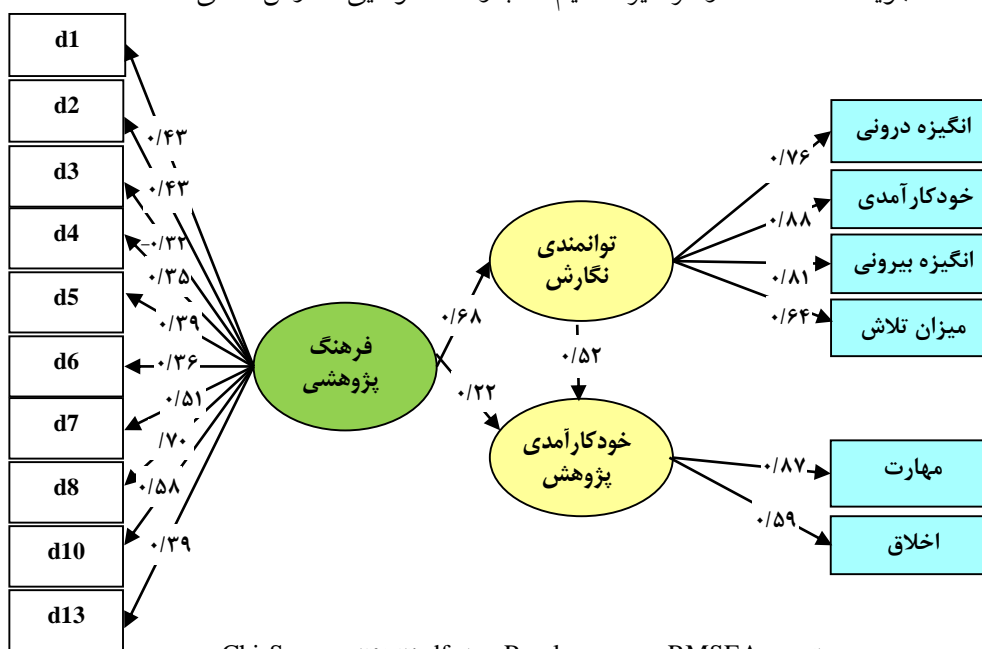 d1
d2
d3
d4
d5
d6
d7
d8
d10
d13
۰/۴۳
۰/۴۳
۰/۳۲
۰/۳۵
۰/۳۹
۰/۳۶
۰/۵۱
/۷۰
۰/۵۸
۰/۳۹
فرهنگ
پژوهشی
۰/۶۸
۰/۲۲
توانمندی
نگارش
۰/۵۲
خودکارآمدی
پژوهش
۰/۷۶
۰/۸۸
۰/۸۱
۰/۶۴
انگیزه درونی
خودکارآمدی
انگیزه بیرونی
میزان تلاش
۰/۸۷
۰/۵۹
مهارت
اخلاق